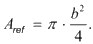 A_ref = π · b²/4.